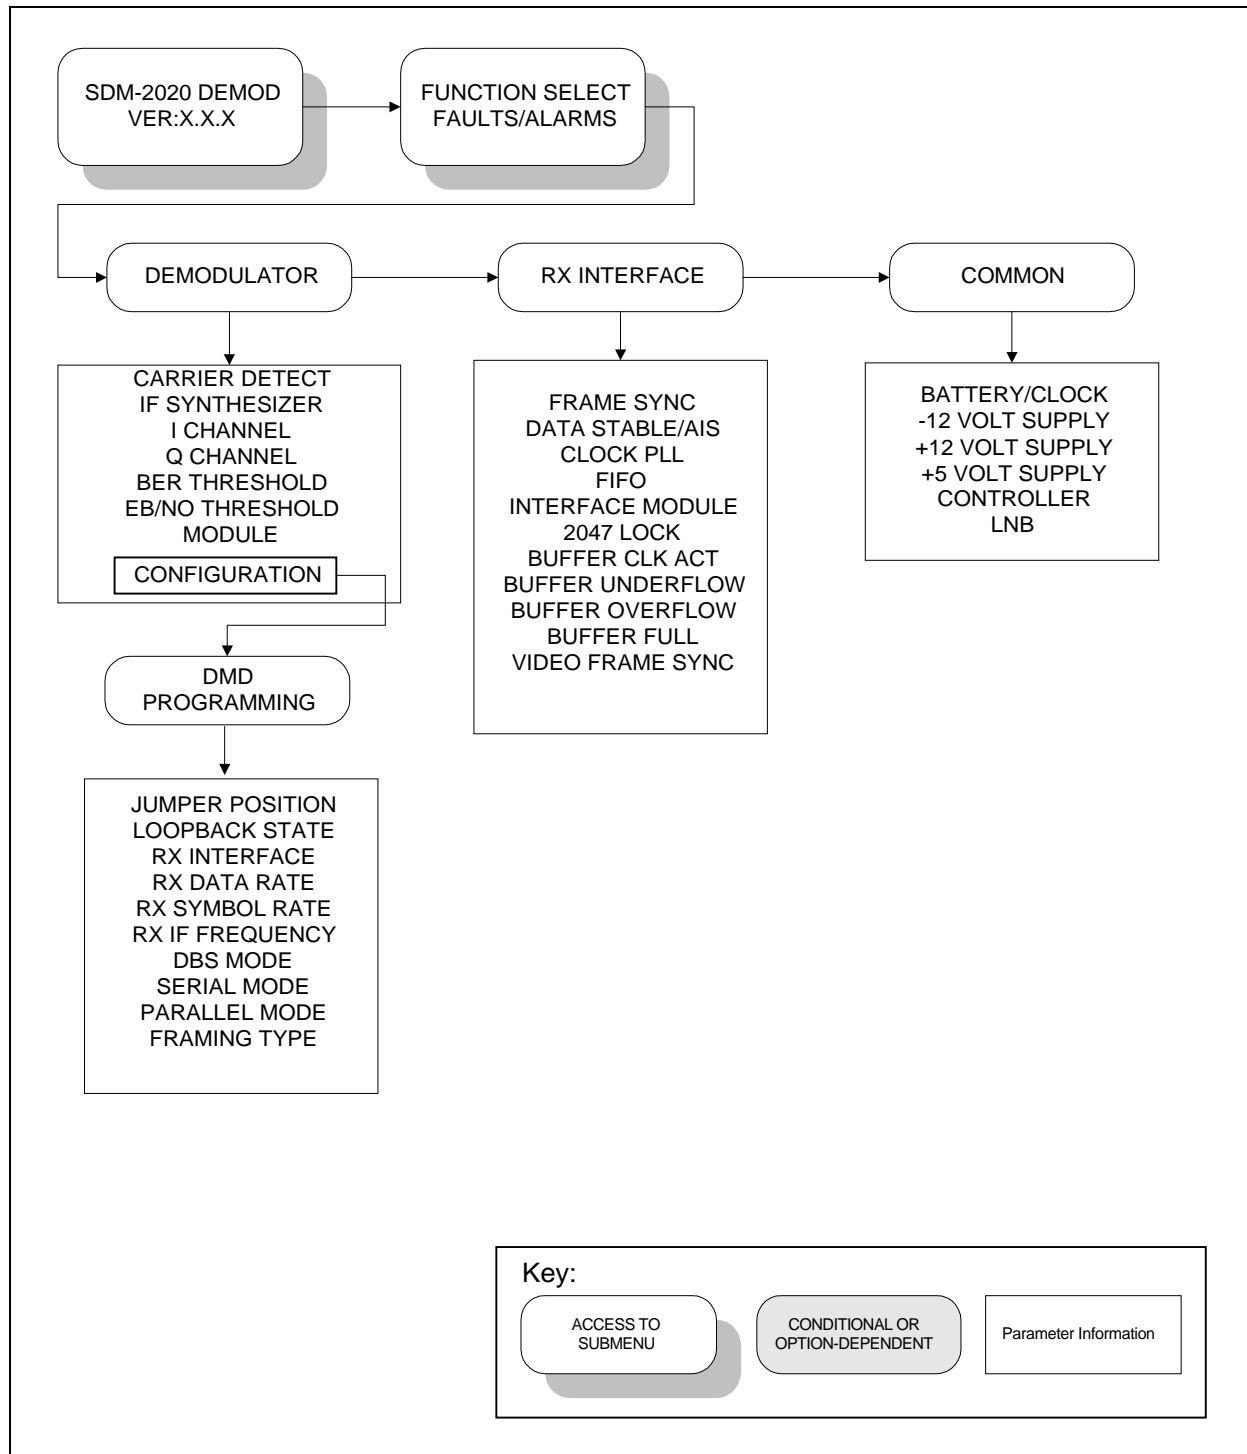 SDM-2020 DEMOD
VER:X.X.X
FUNCTION SELECT
FAULTS/ALARMS
DEMODULATOR
RX INTERFACE
COMMON
CARRIER DETECT
IF SYNTHESIZER
I CHANNEL
Q CHANNEL
BER THRESHOLD
EB/NO THRESHOLD
MODULE
CONFIGURATION
FRAME SYNC
DATA STABLE/AIS
CLOCK PLL
FIFO
INTERFACE MODULE
2047 LOCK
BUFFER CLK ACT
BUFFER UNDERFLOW
BUFFER OVERFLOW
BUFFER FULL
VIDEO FRAME SYNC
BATTERY/CLOCK
-12 VOLT SUPPLY
+12 VOLT SUPPLY
+5 VOLT SUPPLY
CONTROLLER
LNB
DMD
PROGRAMMING
JUMPER POSITION
LOOPBACK STATE
RX INTERFACE
RX DATA RATE
RX SYMBOL RATE
RX IF FREQUENCY
DBS MODE
SERIAL MODE
PARALLEL MODE
FRAMING TYPE
Key:
ACCESS TO
SUBMENU
CONDITIONAL OR
OPTION-DEPENDENT
Parameter Information